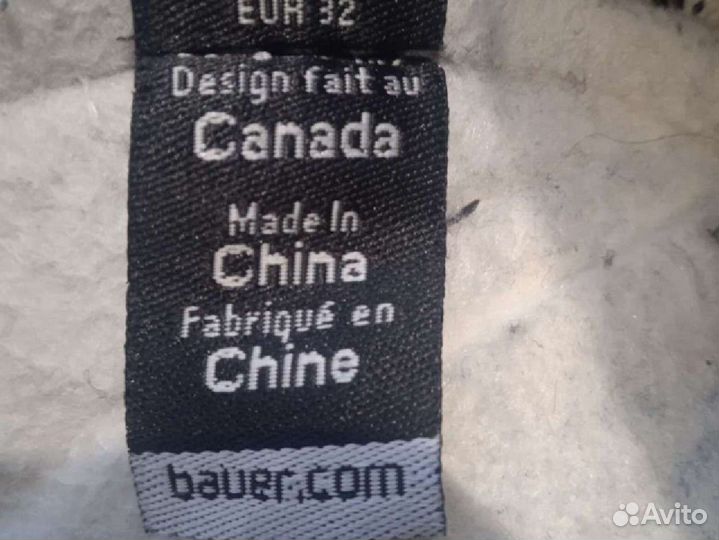 EUR 32
Design fait au
Canada
Made In
China
Fabriqué en
Chine
bauer.com
Avito